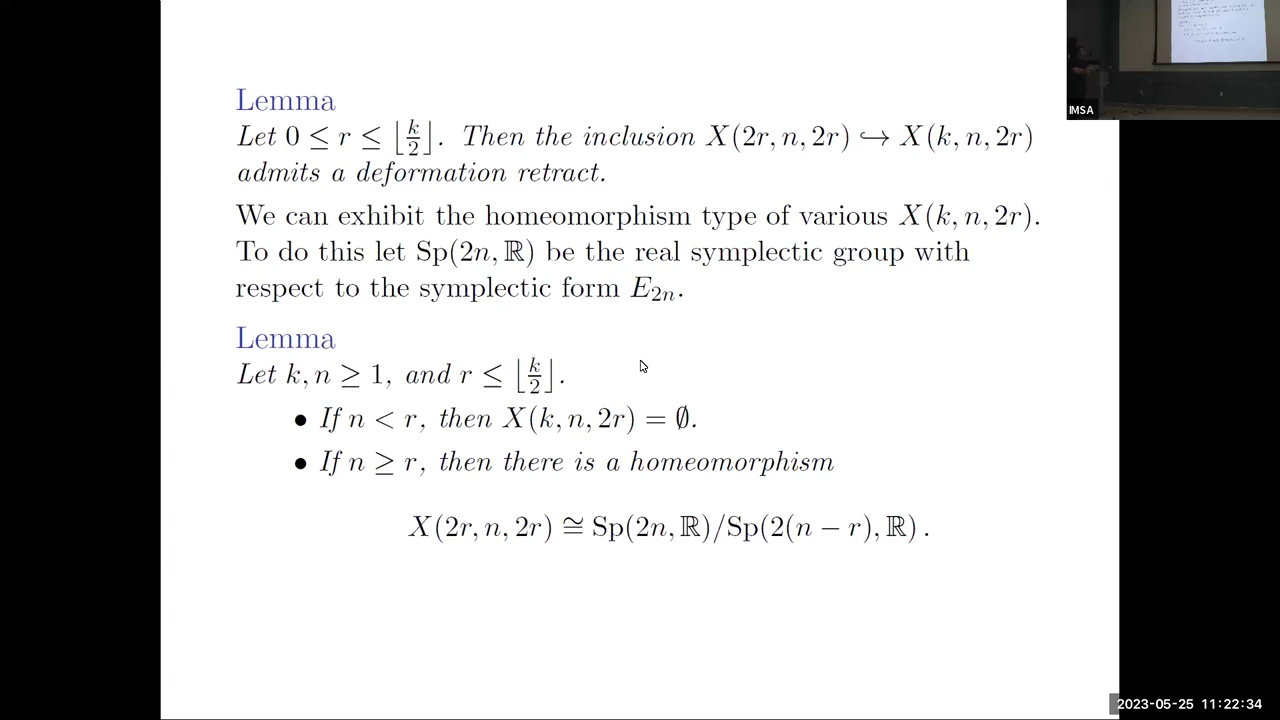 Lemma
Let 0 ≤ r ≤ ⌊k/2⌋. Then the inclusion X(2r, n, 2r) ↪ X(k, n, 2r)
admits a deformation retract.
We can exhibit the homeomorphism type of various X(k, n, 2r).
To do this let Sp(2n, ℝ) be the real symplectic group with
respect to the symplectic form E₂ₙ.
Lemma
Let k, n ≥ 1, and r ≤ ⌊k/2⌋.
• If n < r, then X(k, n, 2r) = ∅.
• If n ≥ r, then there is a homeomorphism
X(2r, n, 2r) ≅ Sp(2n, ℝ)/Sp(2(n − r), ℝ) .
IMSA
2023-05-25 11:22:34